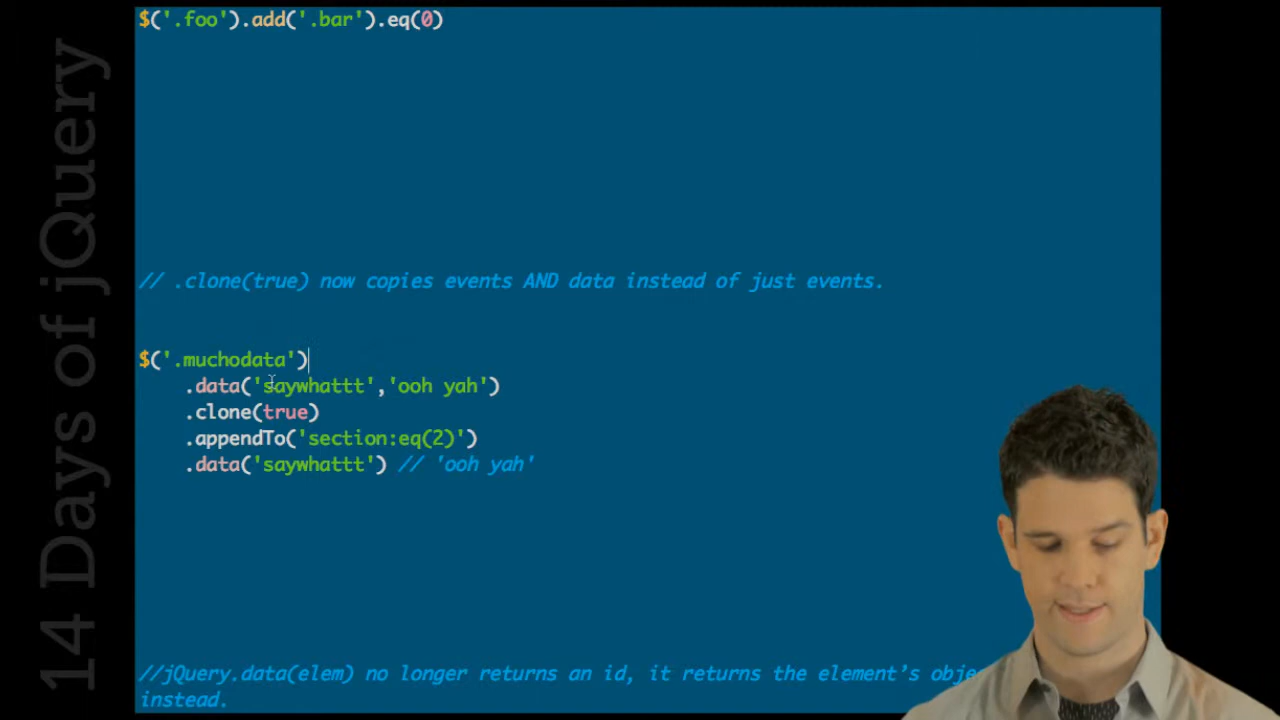 14 Days of jQuery
$('.foo').add('.bar').eq(0)
// .clone(true) now copies events AND data instead of just events.
$('.muchodata')
.data('saywhattt','ooh yah')
.clone(true)
.appendTo('section:eq(2)')
.data('saywhattt') // 'ooh yah'
//jQuery.data(elem) no longer returns an id, it returns the element’s obje
instead.